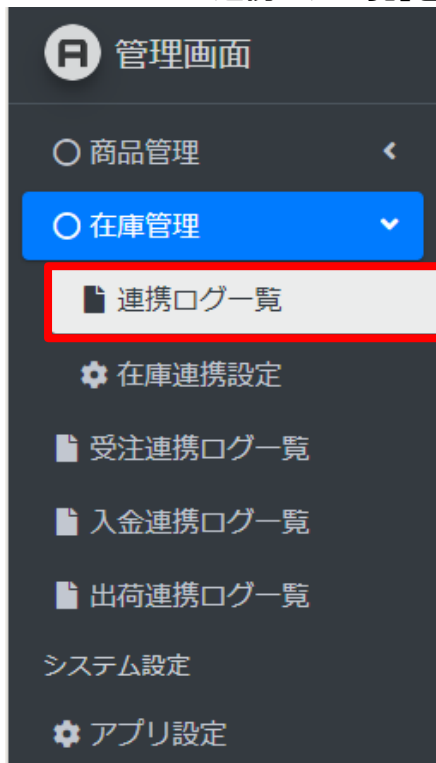 管理画面
商品管理
在庫管理
連携ログ一覧
在庫連携設定
受注連携ログ一覧
入金連携ログ一覧
出荷連携ログ一覧
システム設定
アプリ設定